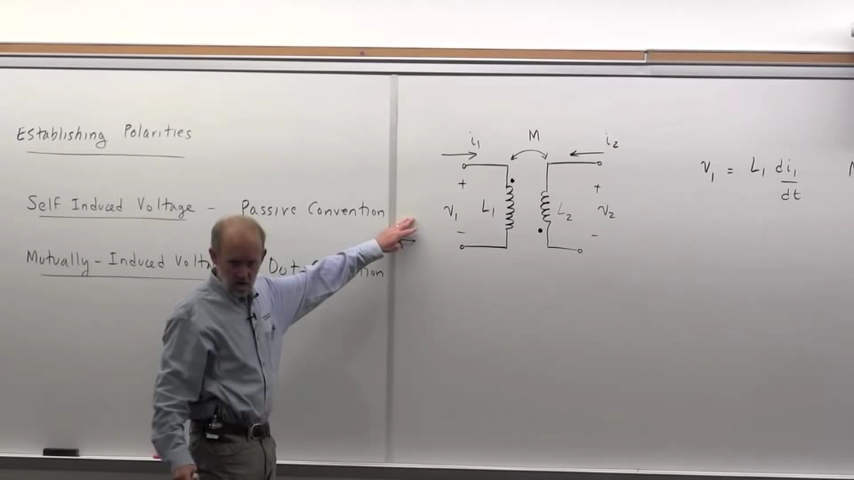 Establishing Polarities
Self Induced Voltage - Passive Convention
Mutually-Induced
i₁ M i₂
+ +
v₁ L₁ L₂ v₂
- -
v₁ = L₁ di₁/dt